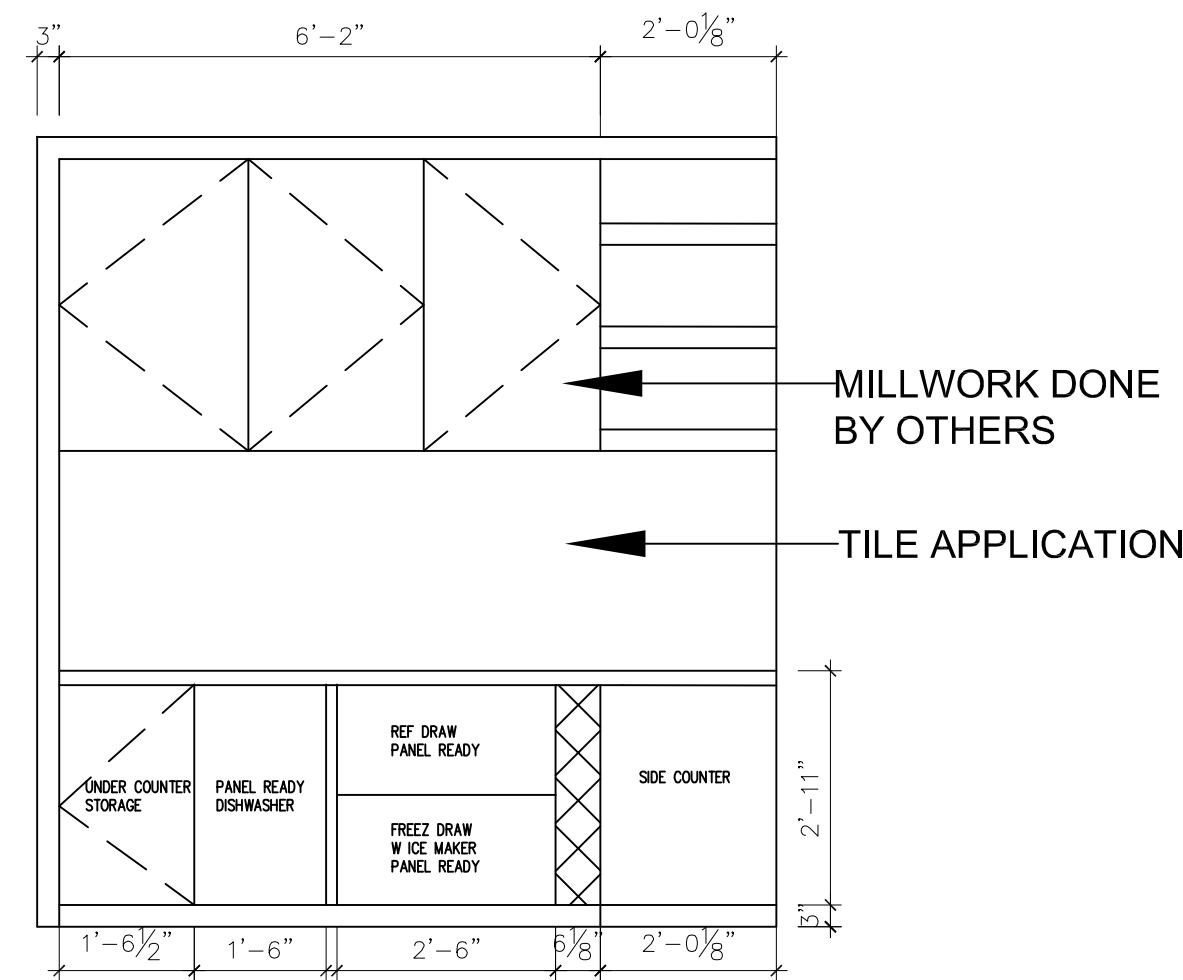 3" 6'-2" 2'-0⅛"
MILLWORK DONE
BY OTHERS
TILE APPLICATION
REF DRAW
PANEL READY
UNDER COUNTER
STORAGE
PANEL READY
DISHWASHER
SIDE COUNTER
FREEZ DRAW
W ICE MAKER
PANEL READY
2'-11"
3"
1'-6½" 1'-6" 2'-6" 6⅛" 2'-0⅛"